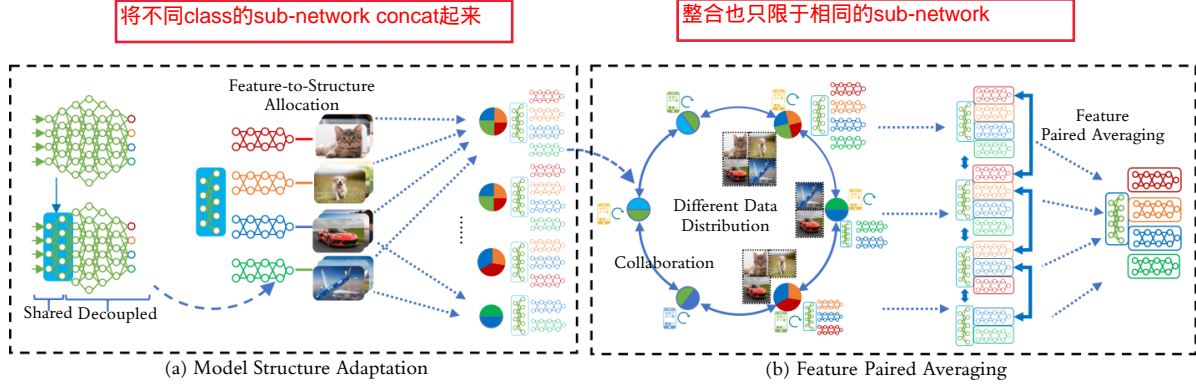 将不同class的sub-network concat起来
整合也只限于相同的sub-network
Feature-to-Structure
Allocation
Shared Decoupled
(a) Model Structure Adaptation
Different Data
Distribution
Collaboration
Feature
Paired Averaging
(b) Feature Paired Averaging